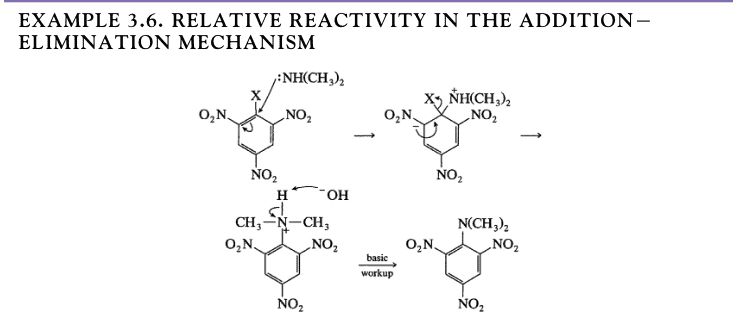 EXAMPLE 3.6. RELATIVE REACTIVITY IN THE ADDITION–
ELIMINATION MECHANISM
:NH(CH₃)₂
X
O₂N
NO₂
NO₂
X
⁺NH(CH₃)₂
O₂N
NO₂
−
NO₂
H
⁻OH
CH₃–N–CH₃
+
O₂N
NO₂
NO₂
basic
workup
N(CH₃)₂
O₂N
NO₂
NO₂